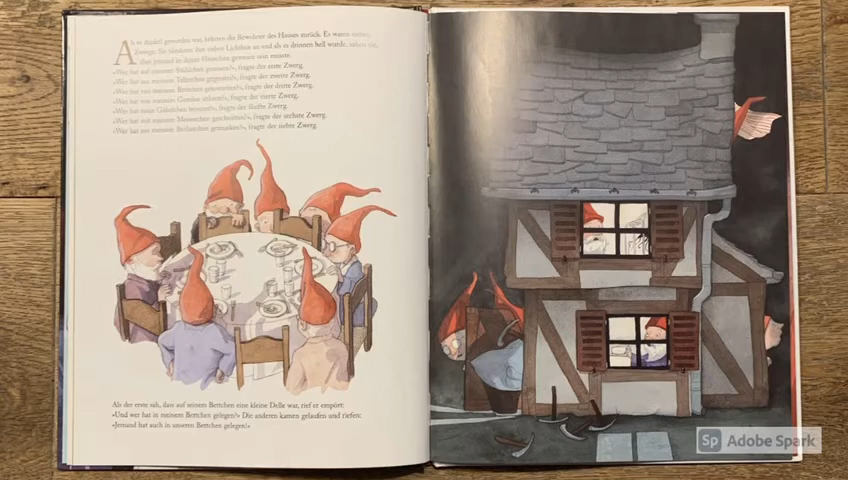 Als es dunkel geworden war, kehrten die Bewohner des Hauses zurück. Es waren sieben
Zwerge. Sie zündeten ihre sieben Lichtlein an und als es drinnen hell wurde, sahen sie,
dass jemand in ihrem Häuschen gewesen sein musste.
»Wer hat auf meinem Stühlchen gesessen?«, fragte der erste Zwerg.
»Wer hat aus meinem Tellerchen gegessen?«, fragte der zweite Zwerg.
»Wer hat von meinem Brötchen genommen?«, fragte der dritte Zwerg.
»Wer hat von meinem Gemüse gegessen?«, fragte der vierte Zwerg.
»Wer hat mein Gäbelchen benutzt?«, fragte der fünfte Zwerg.
»Wer hat mit meinem Messerchen geschnitten?«, fragte der sechste Zwerg.
»Wer hat aus meinem Becherchen getrunken?«, fragte der siebte Zwerg.
Als der erste sah, dass auf seinem Bettchen eine kleine Delle war, rief er empört:
»Und wer hat in meinem Bettchen gelegen?« Die anderen kamen gelaufen und riefen:
»Jemand hat auch in unseren Bettchen gelegen!«
Sp Adobe Spark